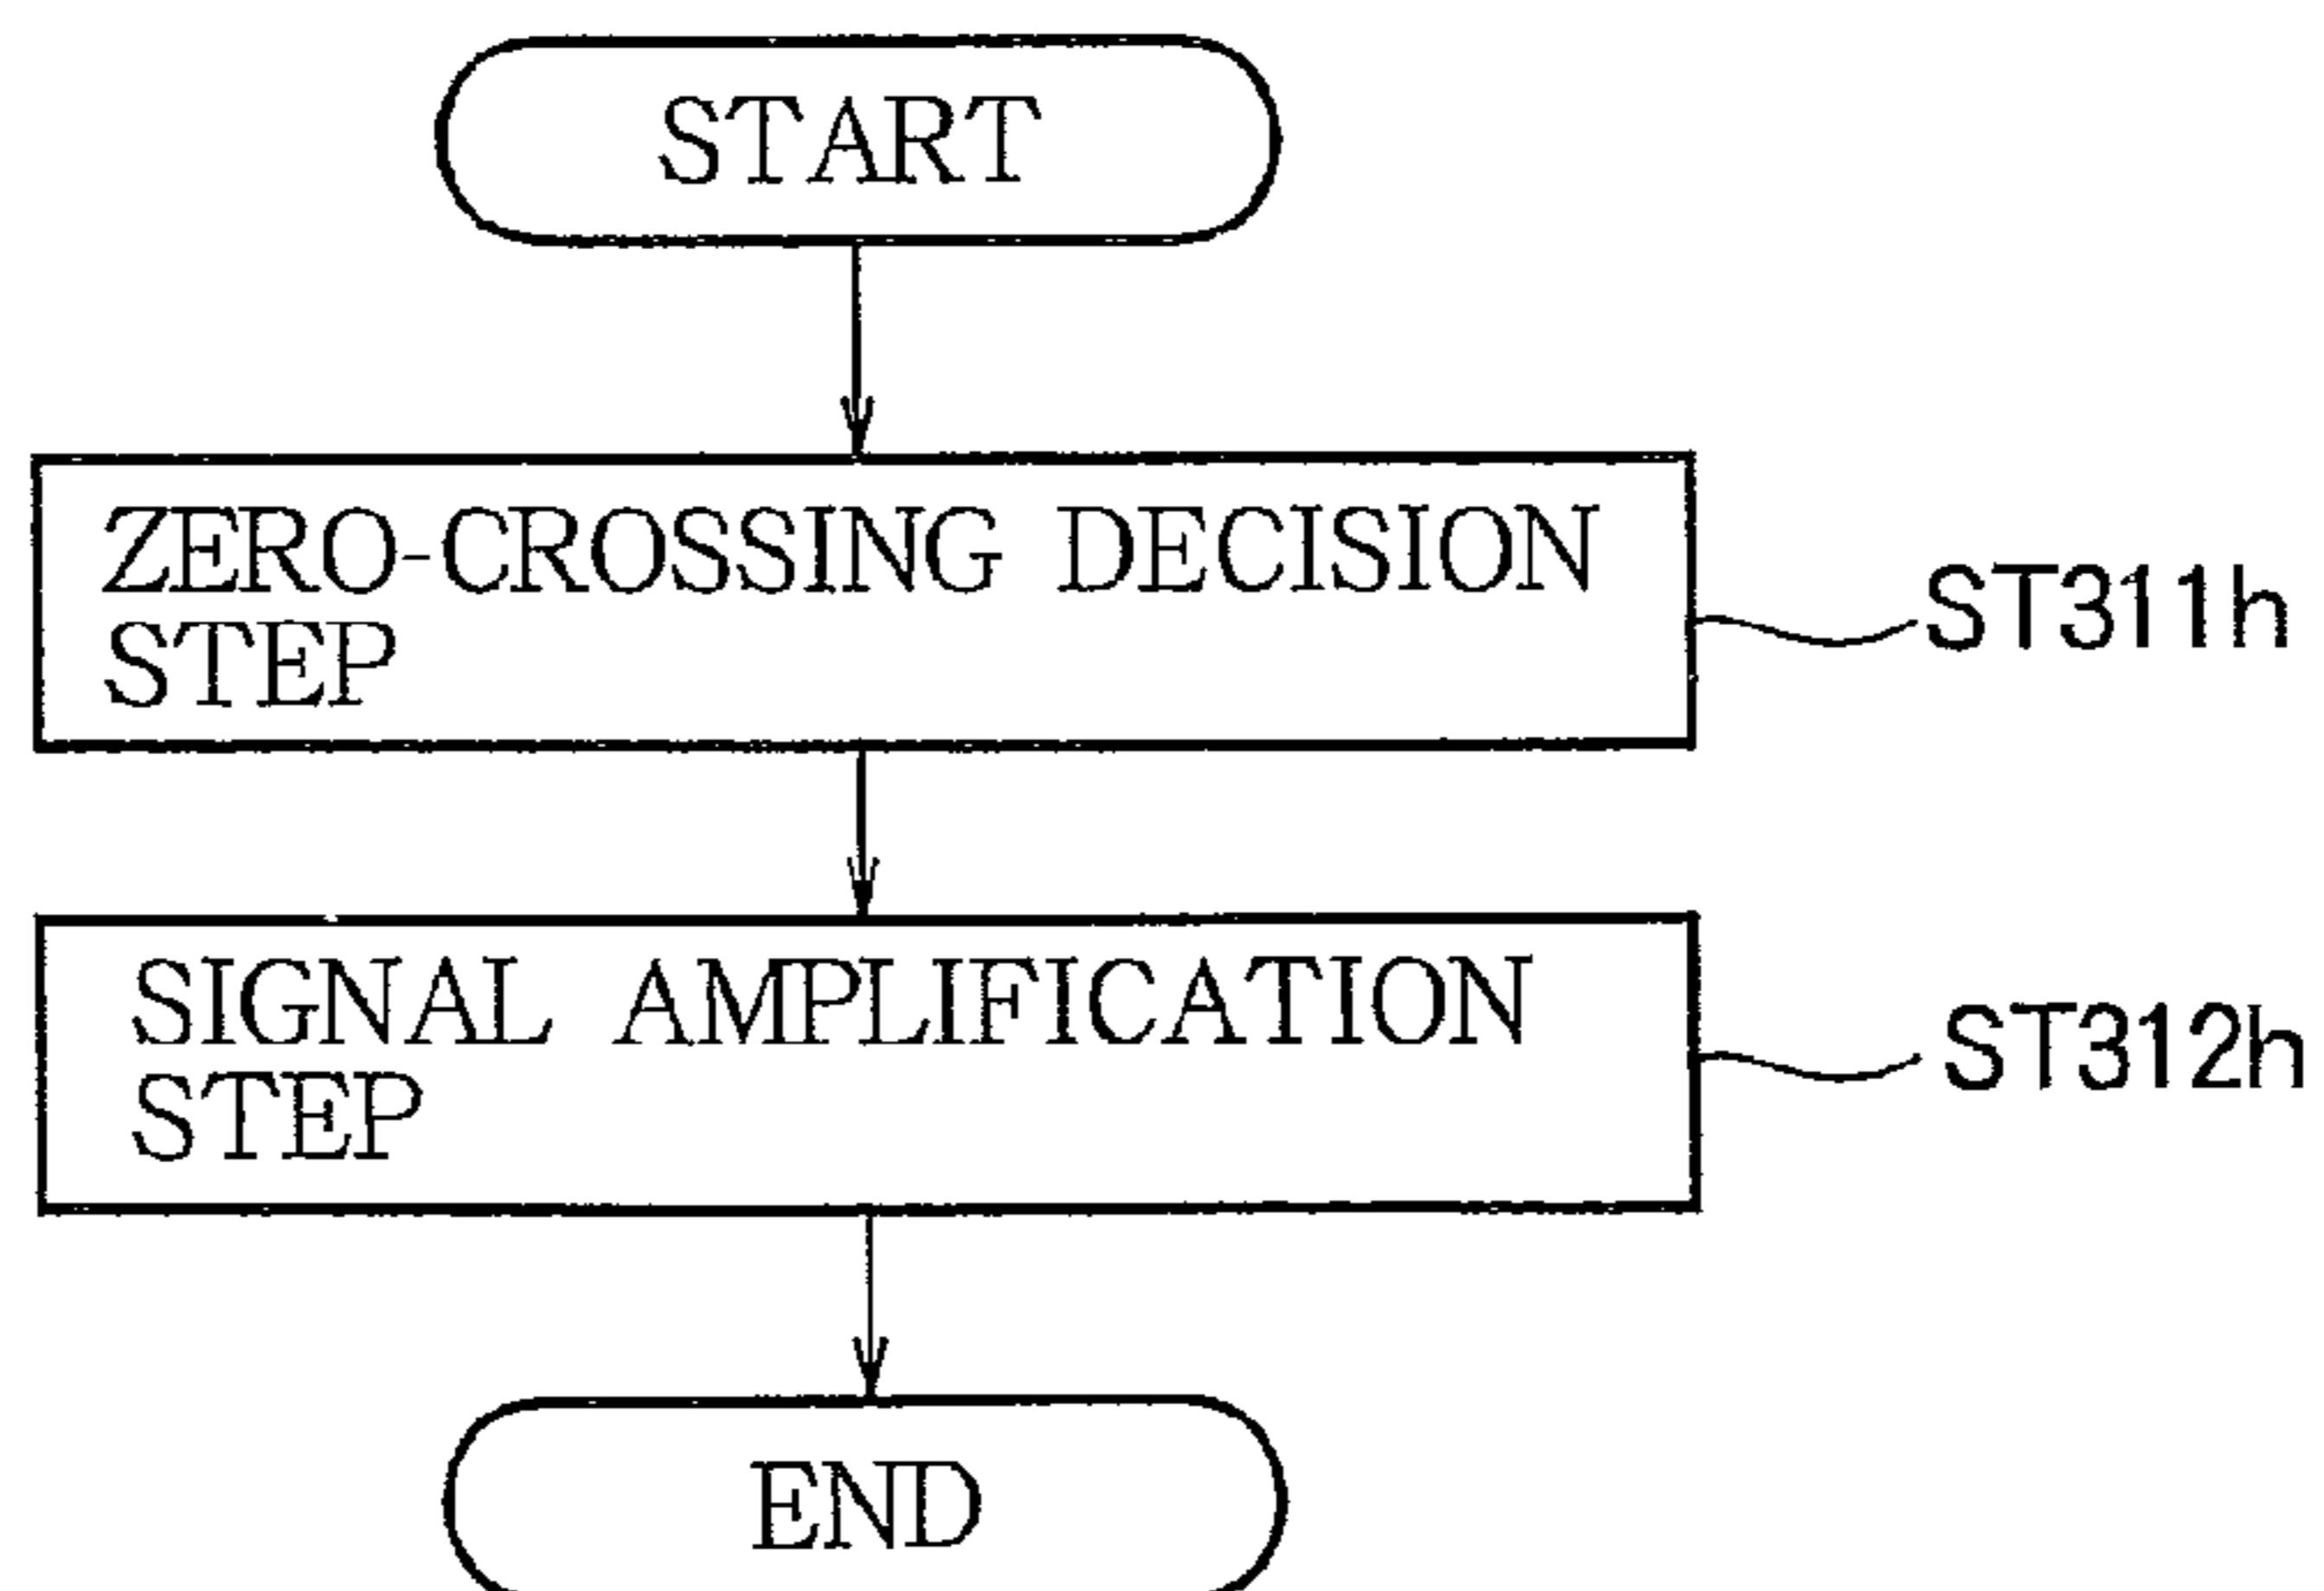 START
ZERO-CROSSING DECISION
STEP
ST311h
SIGNAL AMPLIFICATION
STEP
ST312h
END